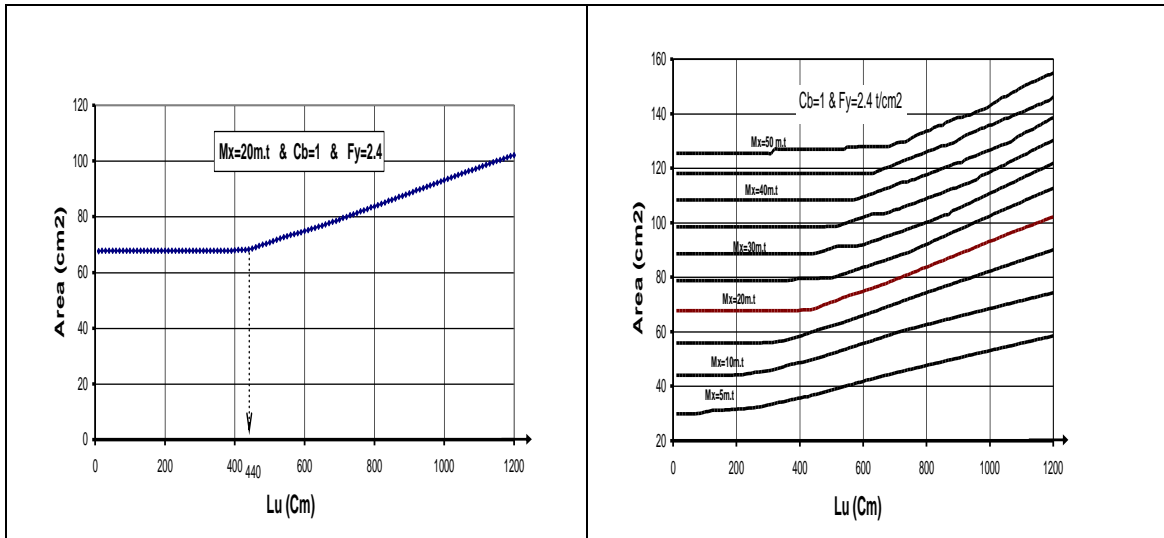 120
100
80
60
40
20
0
Area (cm2)
Mx=20m.t & Cb=1 & Fy=2.4
0 200 400 600 800 1000 1200
440
Lu (Cm)
160
140
120
100
80
60
40
20
Area (cm2)
Cb=1 & Fy=2.4 t/cm2
Mx=50 m.t
Mx=40m.t
Mx=30m.t
Mx=20m.t
Mx=10m.t
Mx=5m.t
0 200 400 600 800 1000 1200
Lu (Cm)